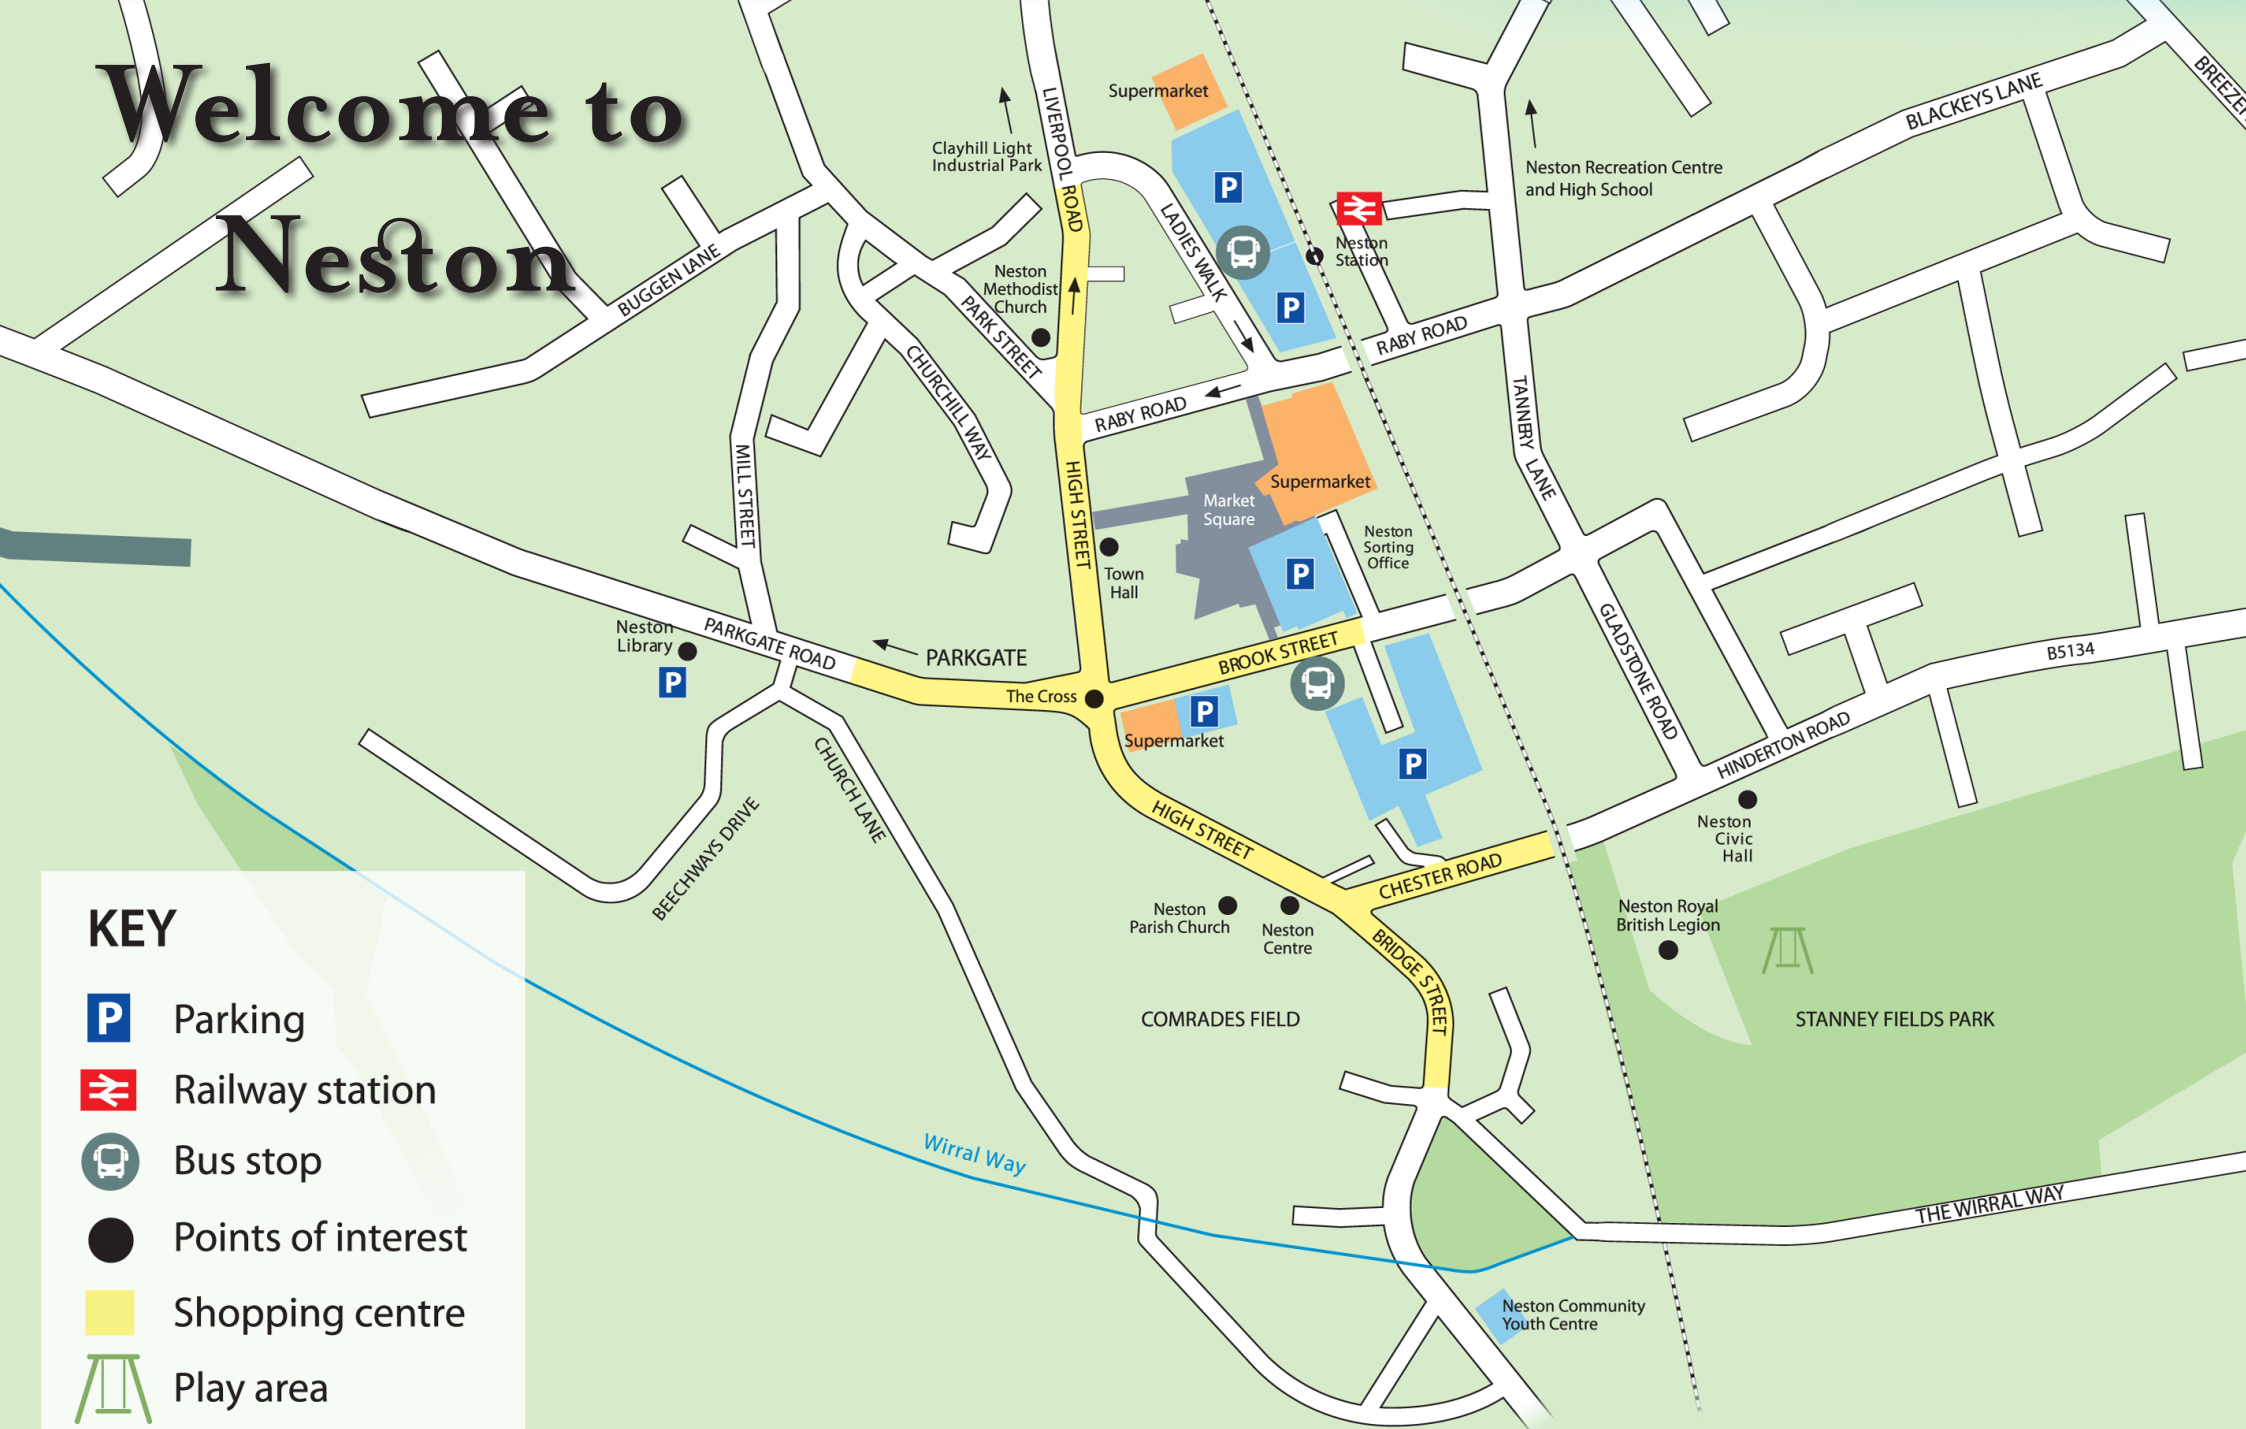 Welcome to
Neston
Supermarket
Clayhill Light
Industrial Park
LIVERPOOL ROAD
P
LADIES WALK
Neston
Station
P
Neston Recreation Centre
and High School
BLACKEYS LANE
BUGGEN LANE
Neston
Methodist
Church
PARK STREET
CHURCHILL WAY
RABY ROAD
RABY ROAD
TANNERY LANE
MILL STREET
HIGH STREET
Supermarket
Market
Square
Neston
Sorting
Office
P
Town
Hall
Neston
Library
P
PARKGATE ROAD
PARKGATE
BROOK STREET
The Cross
P
Supermarket
P
GLADSTONE ROAD
B5134
HINDERTON ROAD
CHURCH LANE
BEECHWAYS DRIVE
HIGH STREET
CHESTER ROAD
Neston
Civic
Hall
Neston
Parish Church
Neston
Centre
BRIDGE STREET
Neston Royal
British Legion
COMRADES FIELD
STANNEY FIELDS PARK
Wirral Way
THE WIRRAL WAY
Neston Community
Youth Centre
KEY
P Parking
Railway station
Bus stop
Points of interest
Shopping centre
Play area